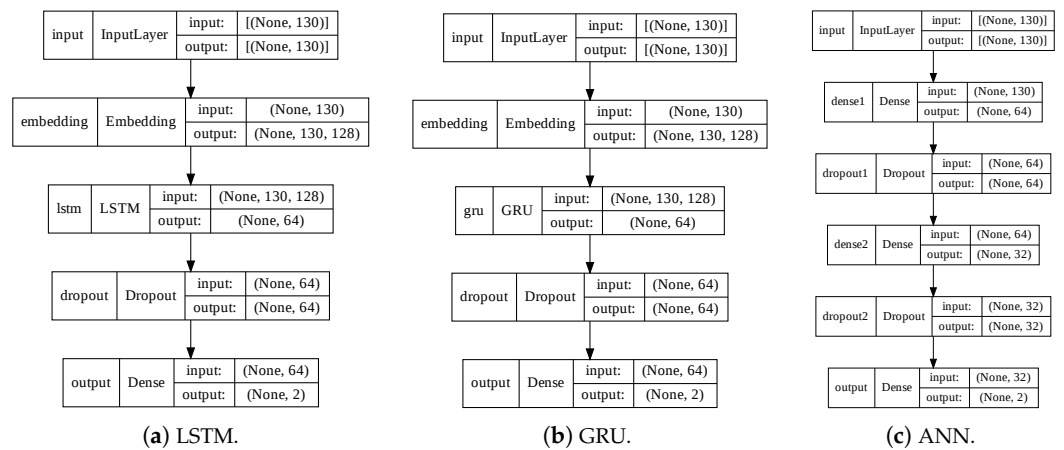 input InputLayer input: [(None, 130)]
output: [(None, 130)]
embedding Embedding input: (None, 130)
output: (None, 130, 128)
lstm LSTM input: (None, 130, 128)
output: (None, 64)
dropout Dropout input: (None, 64)
output: (None, 64)
output Dense input: (None, 64)
output: (None, 2)
(a) LSTM.
input InputLayer input: [(None, 130)]
output: [(None, 130)]
embedding Embedding input: (None, 130)
output: (None, 130, 128)
gru GRU input: (None, 130, 128)
output: (None, 64)
dropout Dropout input: (None, 64)
output: (None, 64)
output Dense input: (None, 64)
output: (None, 2)
(b) GRU.
input InputLayer input: [(None, 130)]
output: [(None, 130)]
dense1 Dense input: (None, 130)
output: (None, 64)
dropout1 Dropout input: (None, 64)
output: (None, 64)
dense2 Dense input: (None, 64)
output: (None, 32)
dropout2 Dropout input: (None, 32)
output: (None, 32)
output Dense input: (None, 32)
output: (None, 2)
(c) ANN.